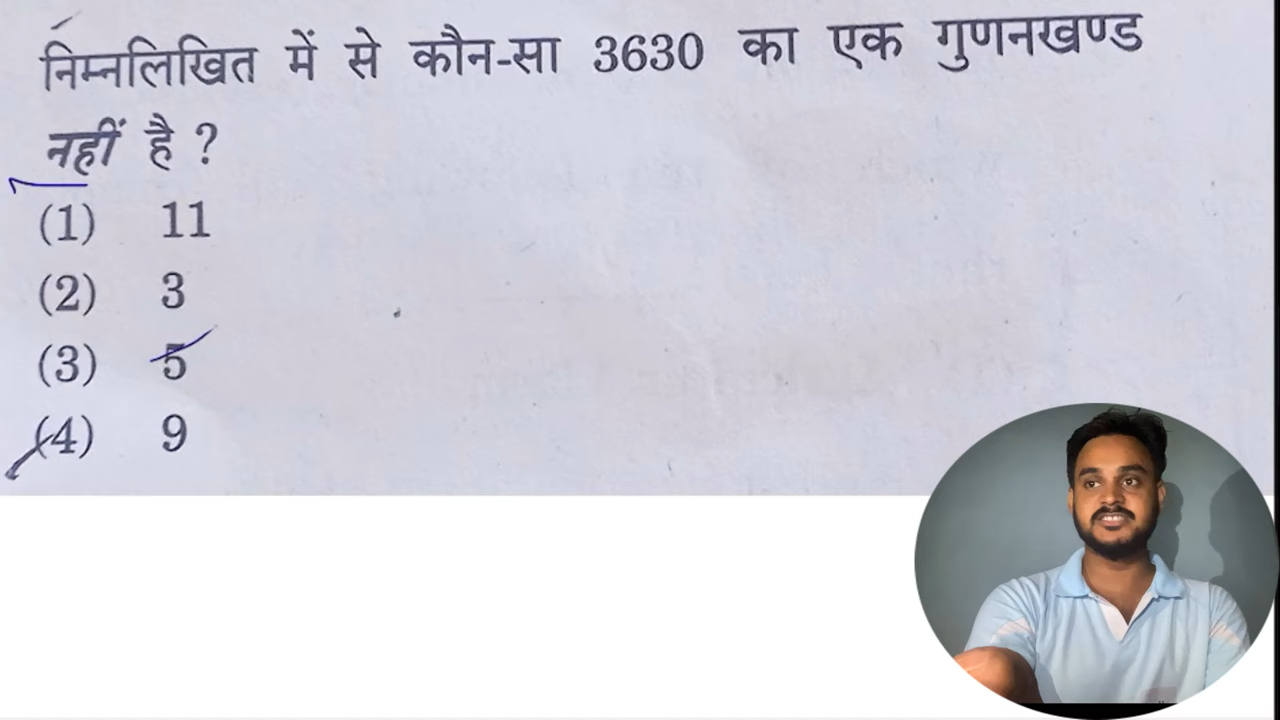 निम्नलिखित में से कौन-सा 3630 का एक गुणनखण्ड
नहीं है ?
(1) 11
(2) 3
(3) 5
(4) 9